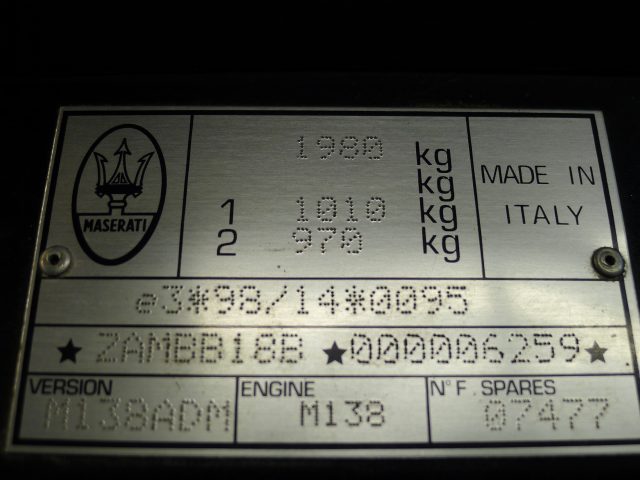 MASERATI
1980 kg
kg
1 1010 kg
2 970 kg
MADE IN
ITALY
e3*98/14*0095
★ ZAMBB18B ★000006259★
VERSION
M138ADM
ENGINE
M138
N° F. SPARES
07477